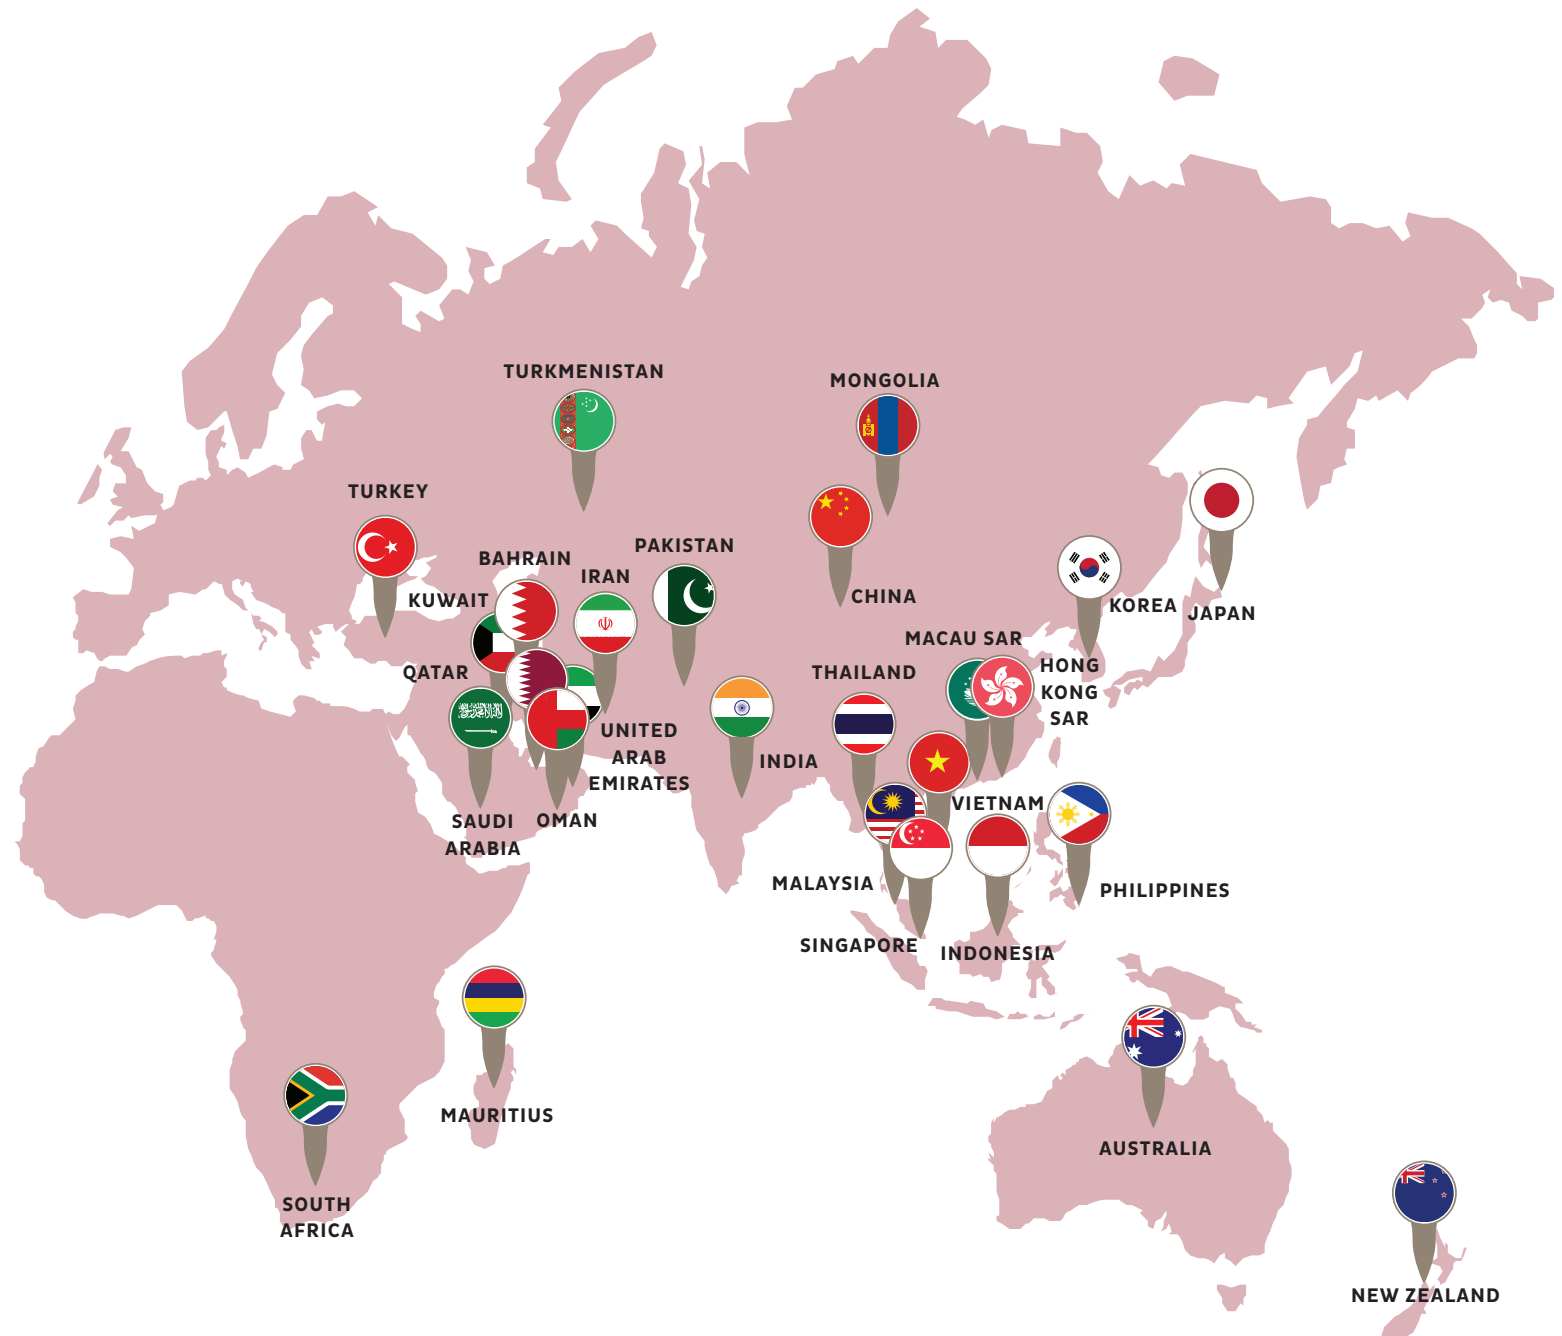 TURKMENISTAN
MONGOLIA
TURKEY
BAHRAIN
PAKISTAN
IRAN
KUWAIT
CHINA
KOREA
JAPAN
MACAU SAR
QATAR
THAILAND
HONG
KONG
SAR
UNITED
ARAB
EMIRATES
INDIA
SAUDI
ARABIA
OMAN
VIETNAM
MALAYSIA
PHILIPPINES
SINGAPORE
INDONESIA
MAURITIUS
AUSTRALIA
SOUTH
AFRICA
NEW ZEALAND